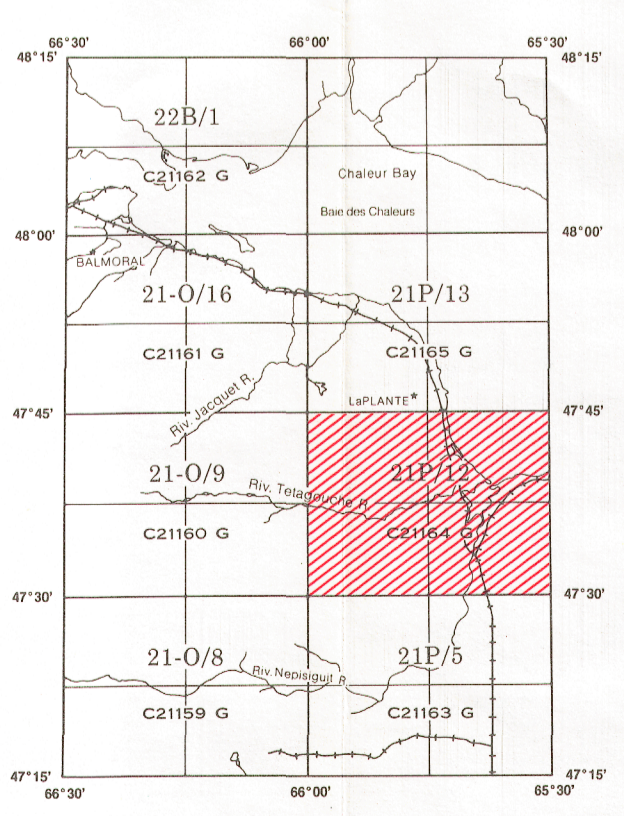 66°30' 66°00' 65°30'
48°15' 48°15'
22B/1
C21162 G
Chaleur Bay
Baie des Chaleurs
48°00' 48°00'
BALMORAL *
21-O/16 21P/13
C21161 G C21165 G
Riv. Jacquet R.
LaPLANTE *
47°45' 47°45'
21-O/9 21P/12
Riv. Tetagouche R.
C21160 G C21164 G
47°30' 47°30'
21-O/8 21P/5
Riv. Nepisiguit R.
C21159 G C21163 G
47°15' 47°15'
66°30' 66°00' 65°30'